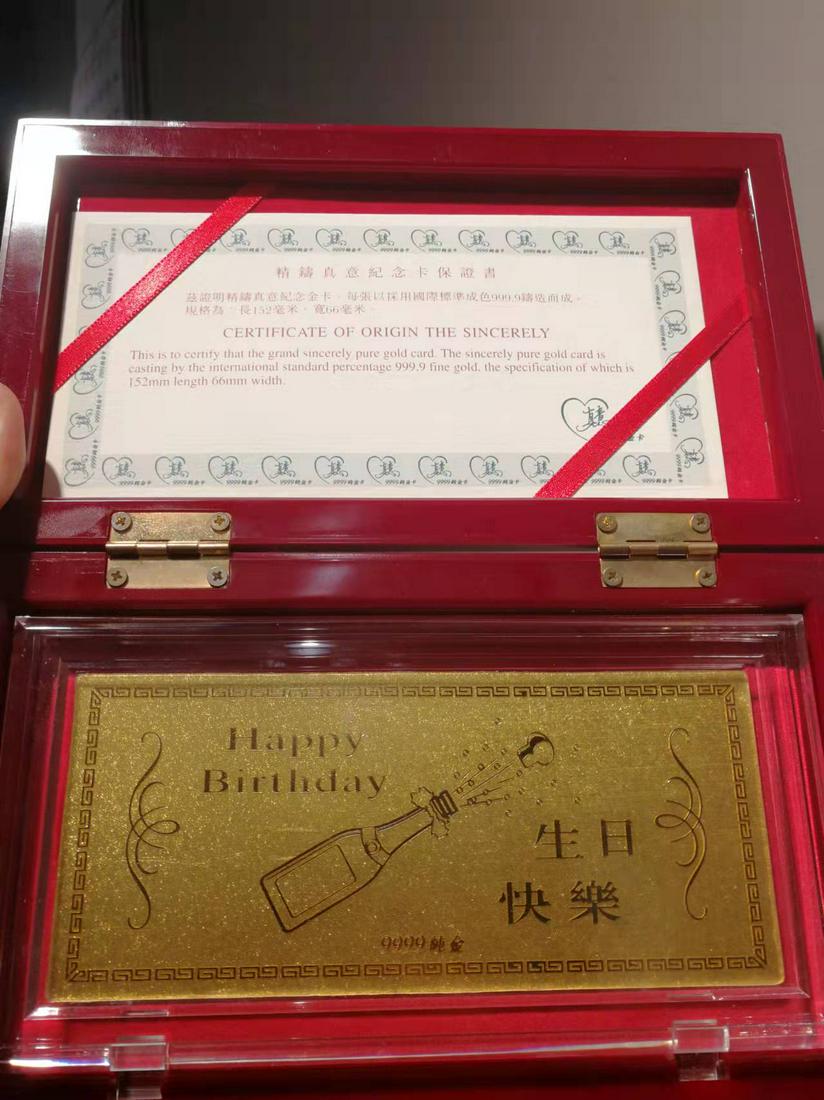 精鑄真意紀念卡保證書
茲證明精鑄真意紀念金卡，每張以採用國際標準成色999.9鑄造而成。
規格為：長152毫米，寬66毫米。
CERTIFICATE OF ORIGIN THE SINCERELY
This is to certify that the grand sincerely pure gold card. The sincerely pure gold card is
casting by the international standard percentage 999.9 fine gold, the specification of which is
152mm length 66mm width.
Happy
Birthday
生日
快樂
9999純金